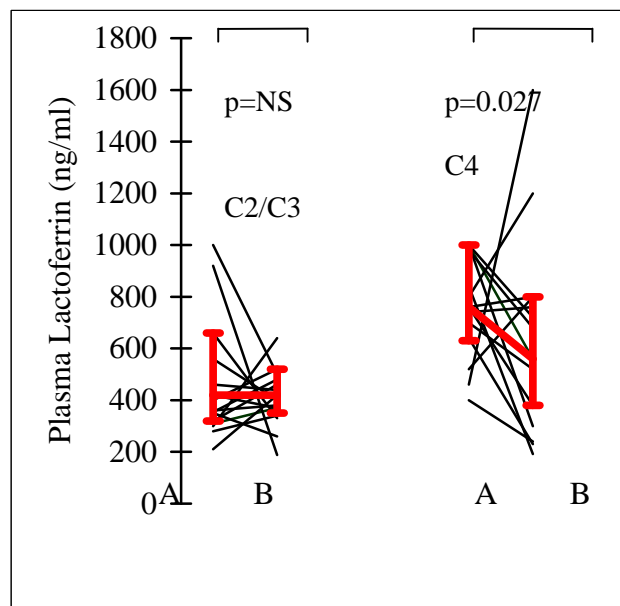 Plasma Lactoferrin (ng/ml)
1800
1600
1400
1200
1000
800
600
400
200
0
p=NS
C2/C3
A
B
p=0.027
C4
A
B